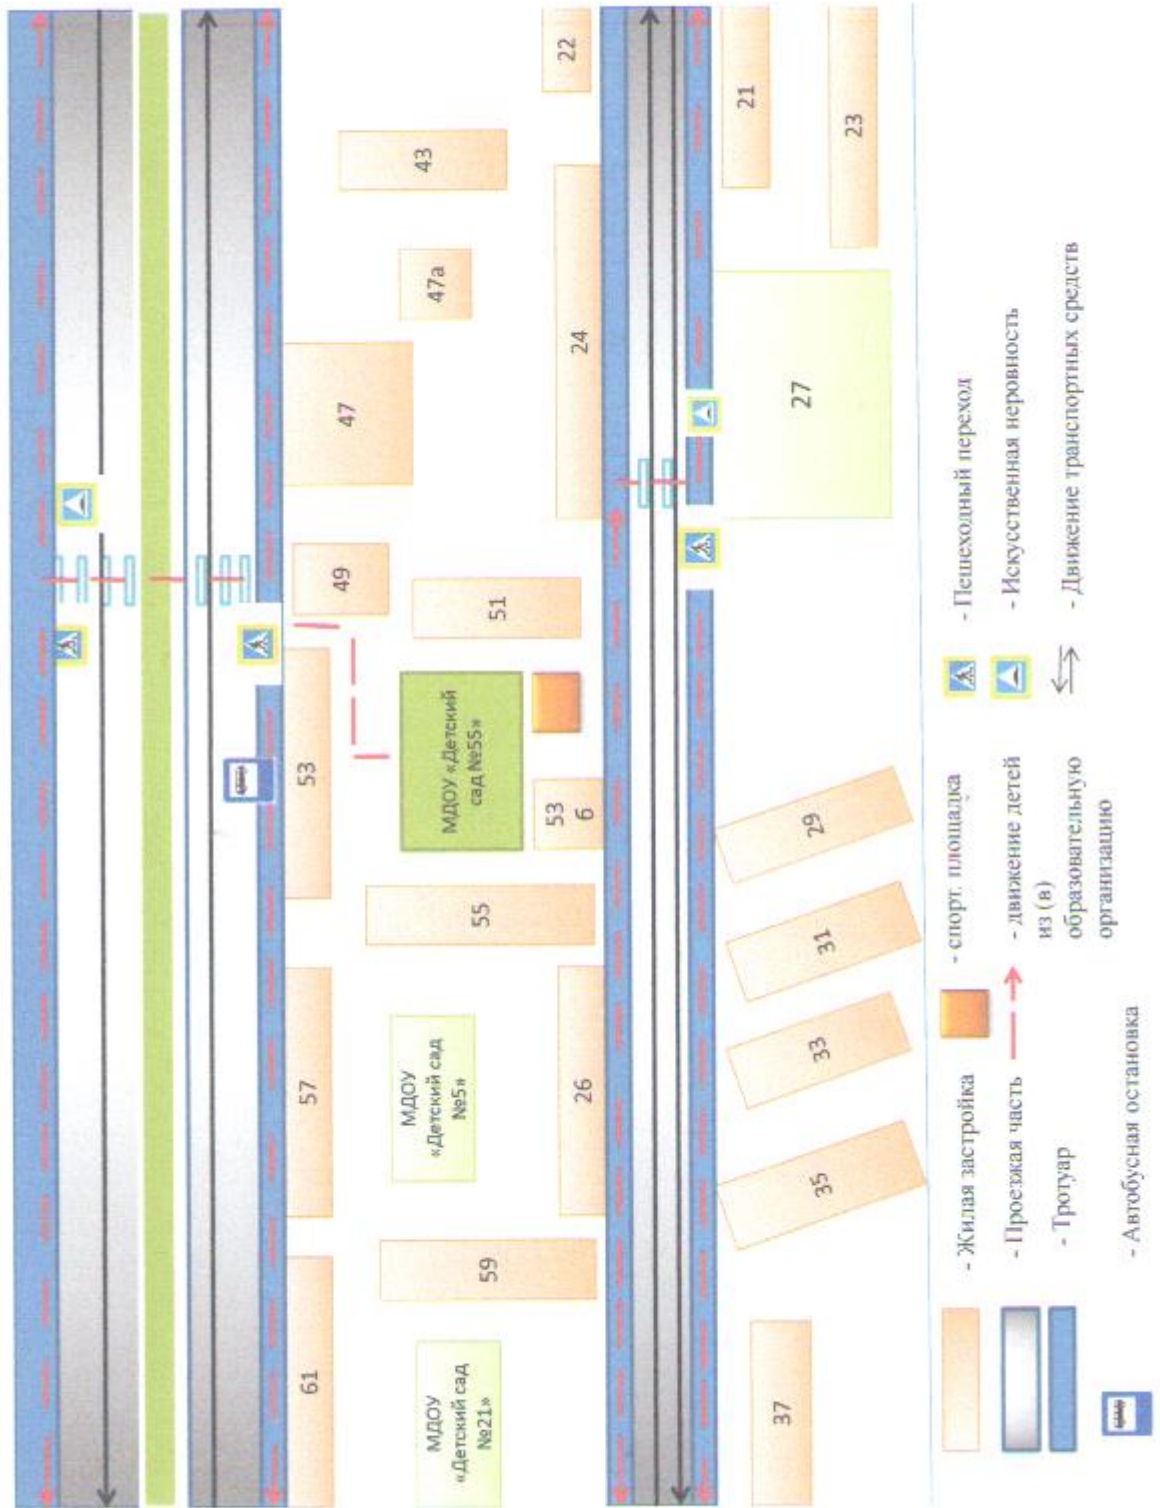 61
57
53
49
47
47а
43
22
МДОУ
«Детский сад
№21»
59
МДОУ
«Детский сад
№5»
55
МДОУ «Детский
сад №55»
51
26
53
б
24
37
35
33
31
29
27
21
23
- Жилая застройка
- Проезжая часть
- Тротуар
- Автобусная остановка
- спорт. площадка
- движение детей
из (в)
образовательную
организацию
- Пешеходный переход
- Искусственная неровность
- Движение транспортных средств